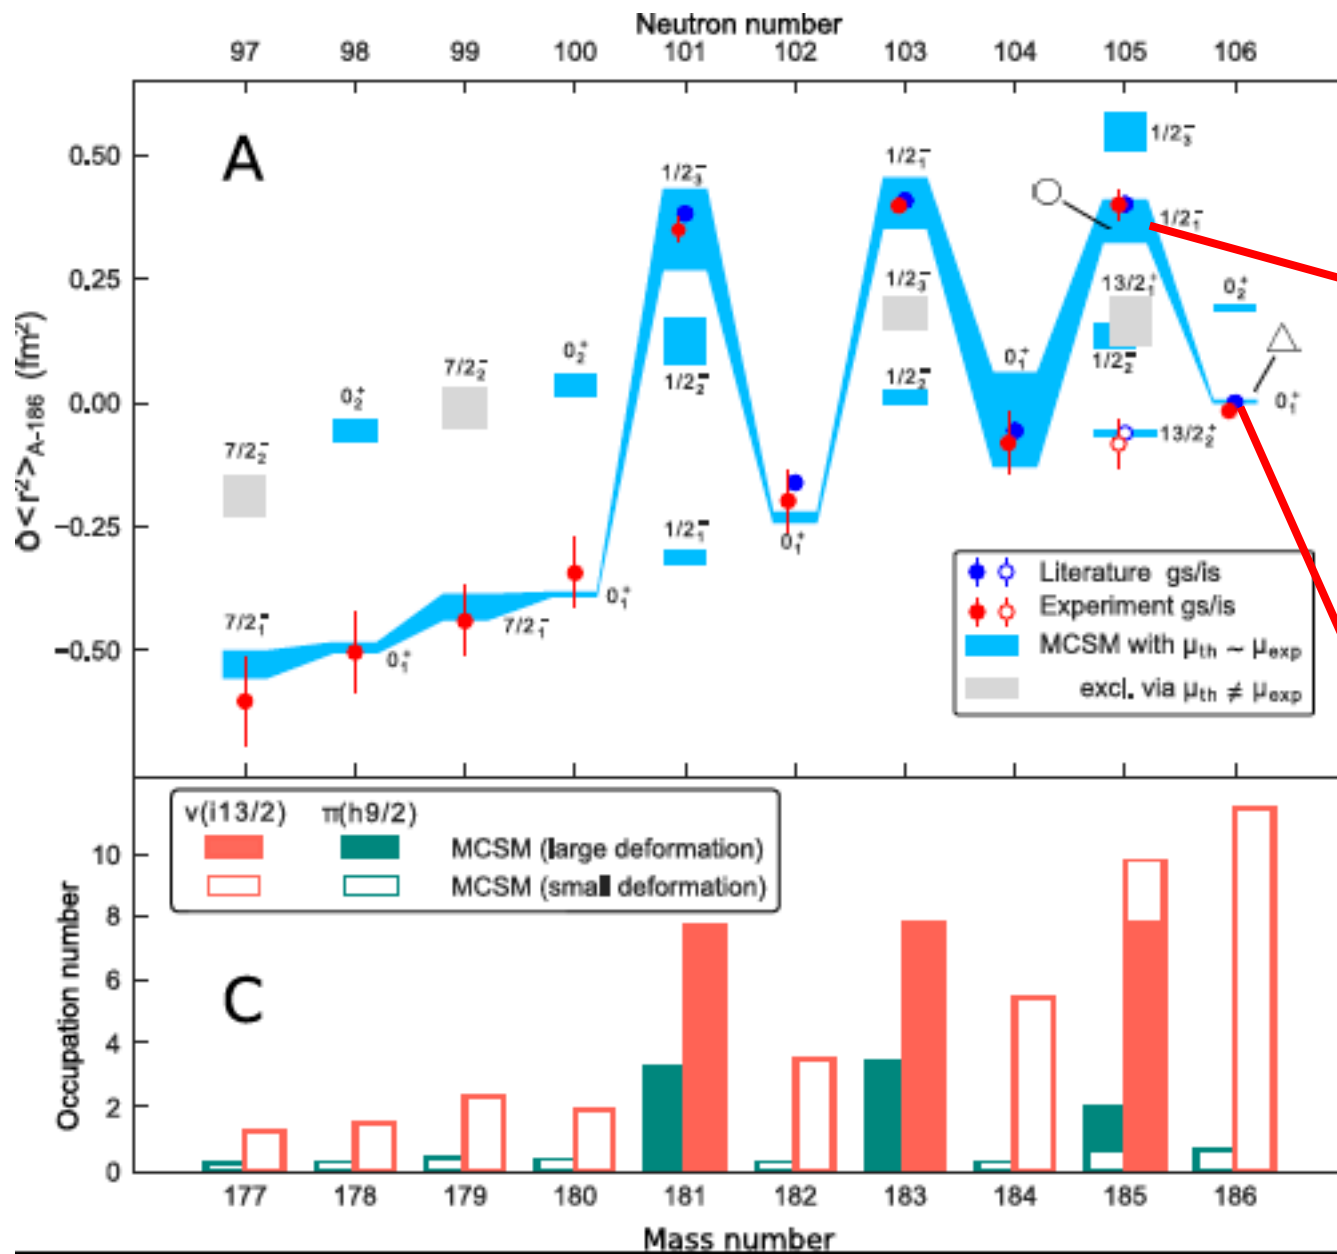 Neutron number
97 98 99 100 101 102 103 104 105 106
A
δ<r²>A-186 (fm²)
0.50
0.25
0.00
−0.25
−0.50
7/2₂⁻
7/2₁⁻
0₂⁺
0₁⁺
7/2₂⁻
7/2₁⁻
0₂⁺
0₁⁺
1/2₃⁻
1/2₂⁻
1/2₁⁻
0₁⁺
1/2₁⁻
1/2₃⁻
1/2₂⁻
0₁⁺
1/2₃⁻
1/2₁⁻
13/2₁⁺
1/2₂⁻
13/2₂⁺
0₂⁺
0₁⁺
Literature gs/is
Experiment gs/is
MCSM with μth ~ μexp
excl. via μth ≠ μexp
ν(i13/2) π(h9/2)
MCSM (large deformation)
MCSM (small deformation)
C
Occupation number
10
8
6
4
2
0
177 178 179 180 181 182 183 184 185 186
Mass number